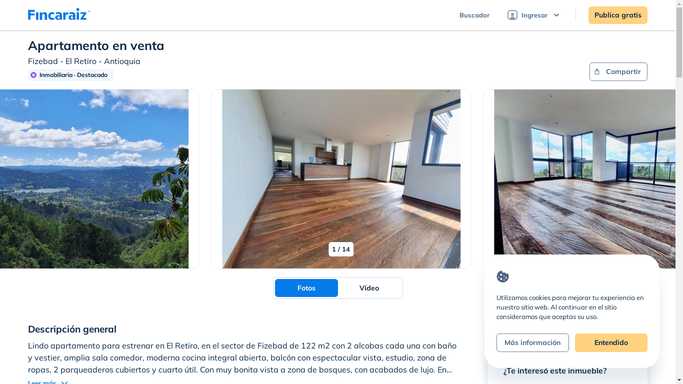 Fincaraiz
Buscador
Ingresar
Publica gratis
Apartamento en venta
Fizebad - El Retiro - Antioquia
Inmobiliaria · Destacado
Compartir
1 / 14
Fotos
Video
Utilizamos cookies para mejorar tu experiencia en
nuestro sitio web. Al continuar en el sitio
consideramos que aceptas su uso.
Más información
Entendido
Descripción general
Lindo apartamento para estrenar en El Retiro, en el sector de Fizebad de 122 m2 con 2 alcobas cada una con baño
y vestier, amplia sala comedor, moderna cocina integral abierta, balcón con espectacular vista, estudio, zona de
ropas, 2 parqueaderos cubiertos y cuarto útil. Con muy bonita vista a zona de bosques, con acabados de lujo. En...
Leer más
¿Te interesó este inmueble?